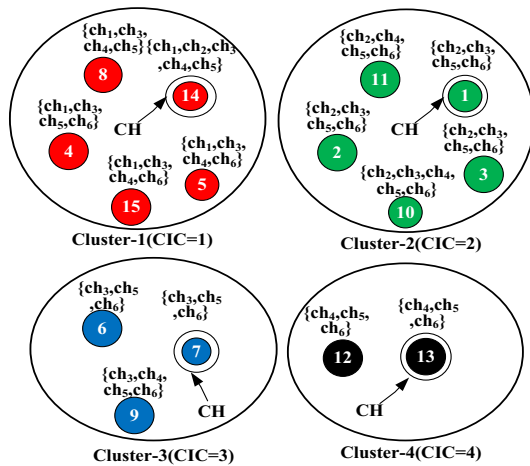 {ch₁,ch₃,
ch₄,ch₅}
8
{ch₁,ch₂,ch₃
,ch₄,ch₅}
14
CH
{ch₁,ch₃,
ch₅,ch₆}
4
{ch₁,ch₃,
ch₄,ch₆}
15
{ch₁,ch₃,
ch₄,ch₆}
5
Cluster-1(CIC=1)
{ch₂,ch₄,
ch₅,ch₆}
11
{ch₂,ch₃,
ch₅,ch₆}
1
CH
{ch₂,ch₃,
ch₅,ch₆}
2
{ch₂,ch₃,
ch₅,ch₆}
3
{ch₂,ch₃,ch₄,
ch₅,ch₆}
10
Cluster-2(CIC=2)
{ch₃,ch₅
,ch₆}
6
{ch₃,ch₅
,ch₆}
7
CH
{ch₃,ch₄,
ch₅,ch₆}
9
Cluster-3(CIC=3)
{ch₄,ch₅,
ch₆}
12
{ch₄,ch₅
,ch₆}
13
CH
Cluster-4(CIC=4)